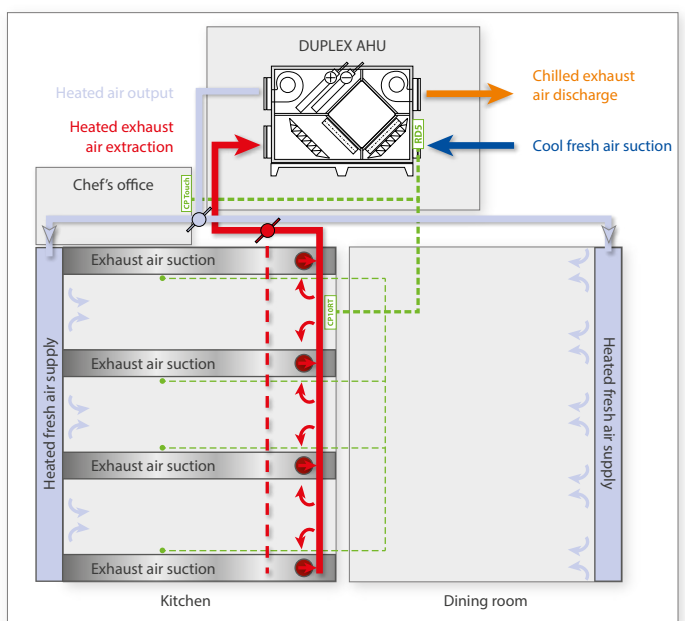 DUPLEX AHU
Heated air output
Chilled exhaust
air discharge
Heated exhaust
air extraction
RDS
Cool fresh air suction
Chef's office
CP Touch
Exhaust air suction
CP10RT
Exhaust air suction
Heated fresh air supply
Heated fresh air supply
Exhaust air suction
Exhaust air suction
Kitchen
Dining room